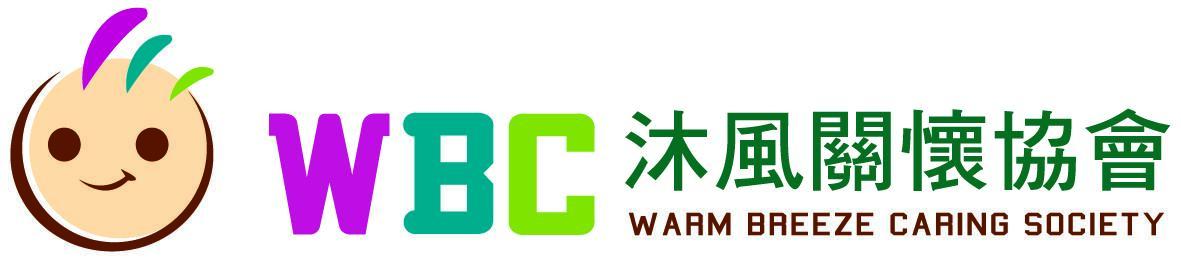 WBC
沐風關懷協會
WARM BREEZE CARING SOCIETY